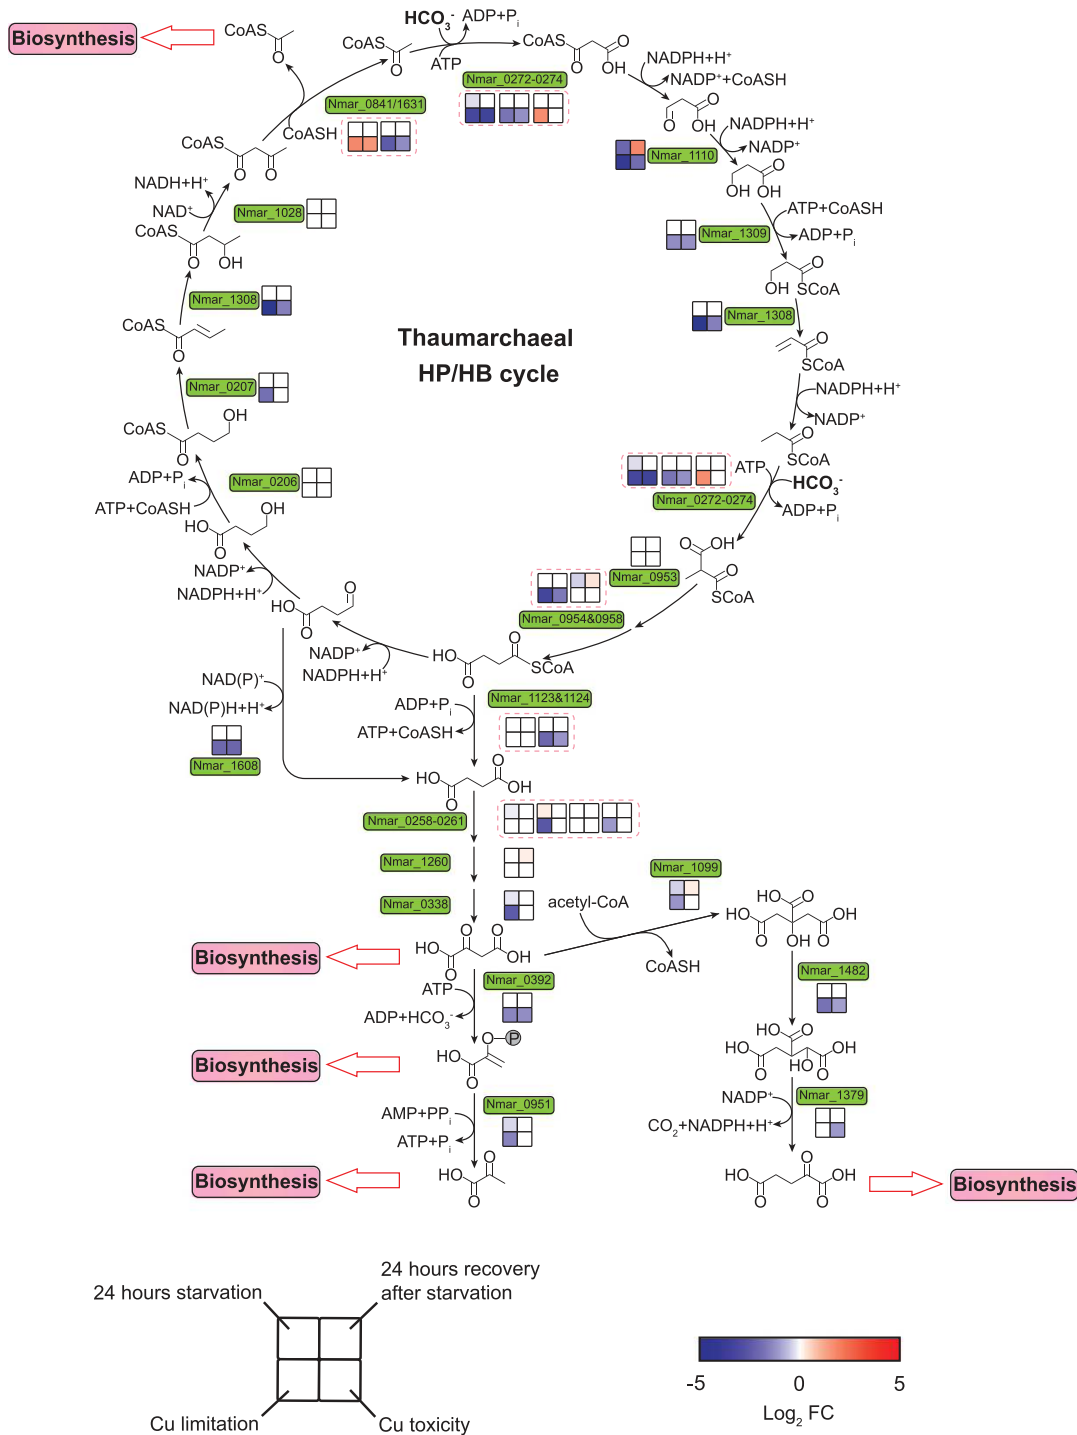 HCO3- ADP+Pi
Biosynthesis
CoAS
O
CoAS
O
ATP
CoAS
O
O
OH
NADPH+H+
NADP++CoASH
Nmar_0272-0274
Nmar_0841/1631
CoASH
O
O
OH
NADPH+H+
NADP+
Nmar_1110
CoAS
O
O
OH
O
OH
NADH+H+
NAD+
Nmar_1028
ATP+CoASH
ADP+Pi
Nmar_1309
CoAS
O
OH
O
OH
SCoA
Nmar_1308
Nmar_1308
CoAS
O
Thaumarchaeal
HP/HB cycle
O
SCoA
Nmar_0207
NADPH+H+
NADP+
OH
CoAS
O
O
SCoA
ADP+Pi
Nmar_0206
ATP+CoASH
ATP
HCO3-
ADP+Pi
Nmar_0272-0274
OH
HO
O
O
OH
O
SCoA
Nmar_0953
NADP+
NADPH+H+
O
HO
O
Nmar_0954&0958
NADP+
NADPH+H+
HO
O
O
SCoA
NAD(P)+
NAD(P)H+H+
Nmar_1608
ADP+Pi
ATP+CoASH
Nmar_1123&1124
HO
O
O
OH
Nmar_0258-0261
Nmar_1260
Nmar_1099
Nmar_0338
acetyl-CoA
CoASH
HO
O
O
HO
O
OH
OH
O
Biosynthesis
HO
O
O
O
OH
Nmar_1482
ATP
ADP+HCO3-
Nmar_0392
Biosynthesis
O
P
HO
O
HO
O
HO
O
HO
OH
O
NADP+
CO2+NADPH+H+
Nmar_1379
AMP+PPi
ATP+Pi
Nmar_0951
Biosynthesis
O
HO
O
HO
O
O
OH
O
Biosynthesis
24 hours starvation
24 hours recovery
after starvation
Cu limitation
Cu toxicity
-5
0
5
Log2 FC